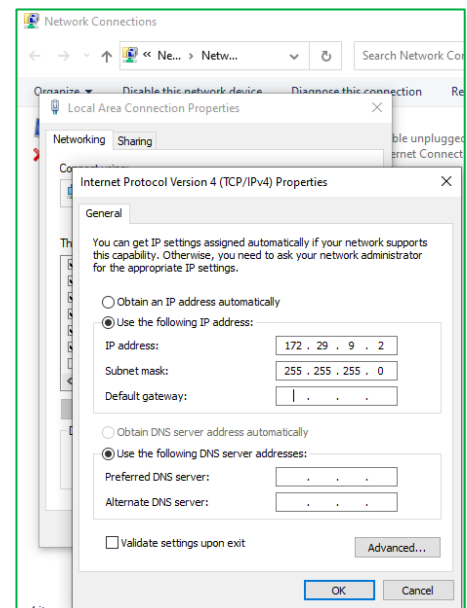 Network Connections
« Ne... › Netw...
Search Network Cor
Organize Disable this network device Diagnose this connection Re
Local Area Connection Properties
Networking Sharing
ble unplugged
ernet Connect
Internet Protocol Version 4 (TCP/IPv4) Properties
General
You can get IP settings assigned automatically if your network supports
this capability. Otherwise, you need to ask your network administrator
for the appropriate IP settings.
Obtain an IP address automatically
Use the following IP address:
IP address: 172 . 29 . 9 . 2
Subnet mask: 255 . 255 . 255 . 0
Default gateway: . . .
Obtain DNS server address automatically
Use the following DNS server addresses:
Preferred DNS server: . . .
Alternate DNS server: . . .
Validate settings upon exit
Advanced...
OK Cancel